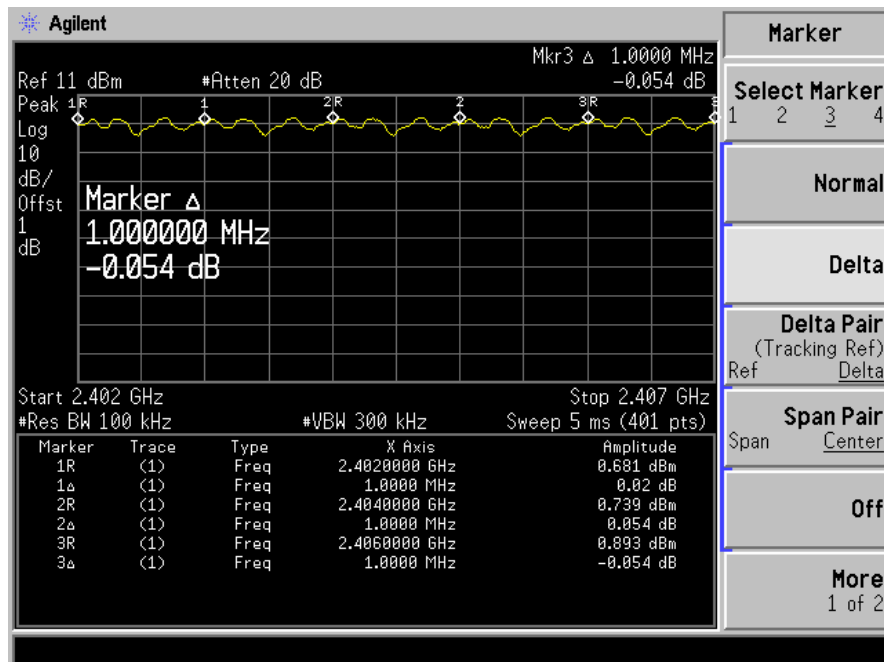 Agilent
Marker
Mkr3 Δ 1.0000 MHz
Ref 11 dBm #Atten 20 dB -0.054 dB
Peak
Log
10
dB/
Offst
1
dB
1R 1 2R 2 3R
Marker Δ
1.000000 MHz
-0.054 dB
Start 2.402 GHz Stop 2.407 GHz
#Res BW 100 kHz #VBW 300 kHz Sweep 5 ms (401 pts)
Marker Trace Type X Axis Amplitude
1R (1) Freq 2.4020000 GHz 0.681 dBm
1Δ (1) Freq 1.0000 MHz 0.02 dB
2R (1) Freq 2.4040000 GHz 0.739 dBm
2Δ (1) Freq 1.0000 MHz 0.054 dB
3R (1) Freq 2.4060000 GHz 0.893 dBm
3Δ (1) Freq 1.0000 MHz -0.054 dB
Select Marker
1 2 3 4
Normal
Delta
Delta Pair
(Tracking Ref)
Ref Delta
Span Pair
Span Center
Off
More
1 of 2